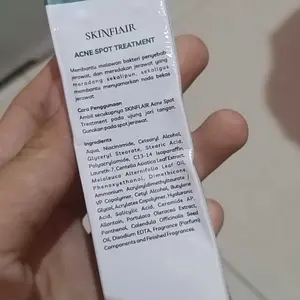 SKINFLAIR
ACNE SPOT TREATMENT
Membantu melawan bakteri penyebab
jerawat, dan meredakan jerawat yang
meradang sekalipun, sekaligus
membantu menyamarkan noda bekas
jerawat
Cara Penggunaan
Ambil secukupnya SKINFLAIR Acne Spot
Treatment pada ujung jari tangan.
Gunakan pada spot jerawat.
Ingredients
Aqua, Niacinamide, Cetearyl Alcohol,
Glyceryl Stearate, Stearic Acid,
Polyacrylamide, C13-14 Isoparaffin,
Laureth-7, Centella Asiatica Leaf Extract,
Melaleuca Alternifolia Leaf Oil,
Phenoxyethanol, Dimethicone,
Ammonium Acryloyldimethyltaurate/
VP Copolymer, Cetyl Alcohol, Butylene
Glycol, Acrylates Copolymer, Hyaluronic
Acid, Salicylic Acid, Ceramide AP,
Allantoin, Portulaca Oleracea Extract,
Panthenol, Calendula Officinalis Seed
Oil, Disodium EDTA, Fragrance (Parfum)
Components and Finished Fragrances.